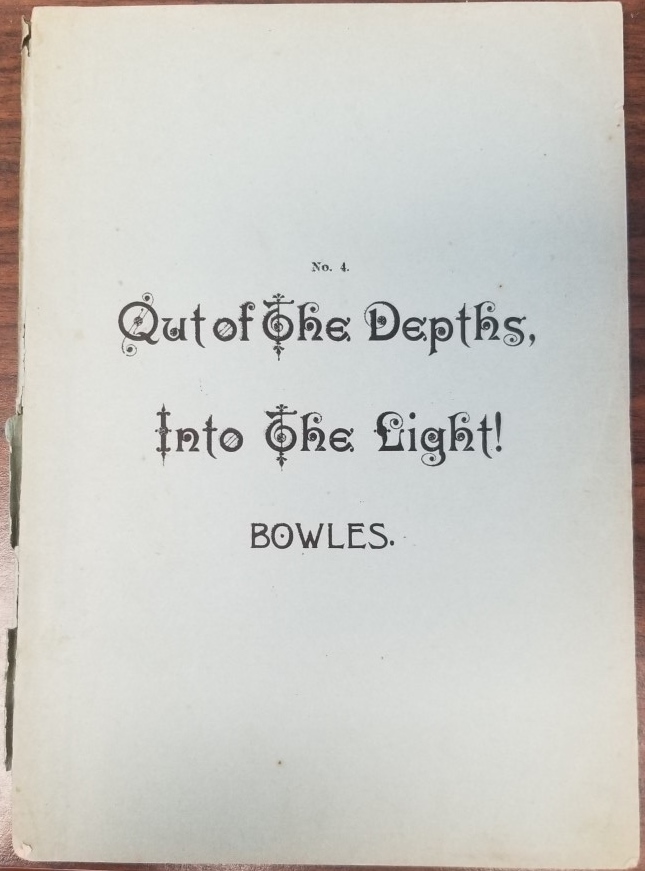 No. 4.
Out of The Depths,
Into The Light!
BOWLES.